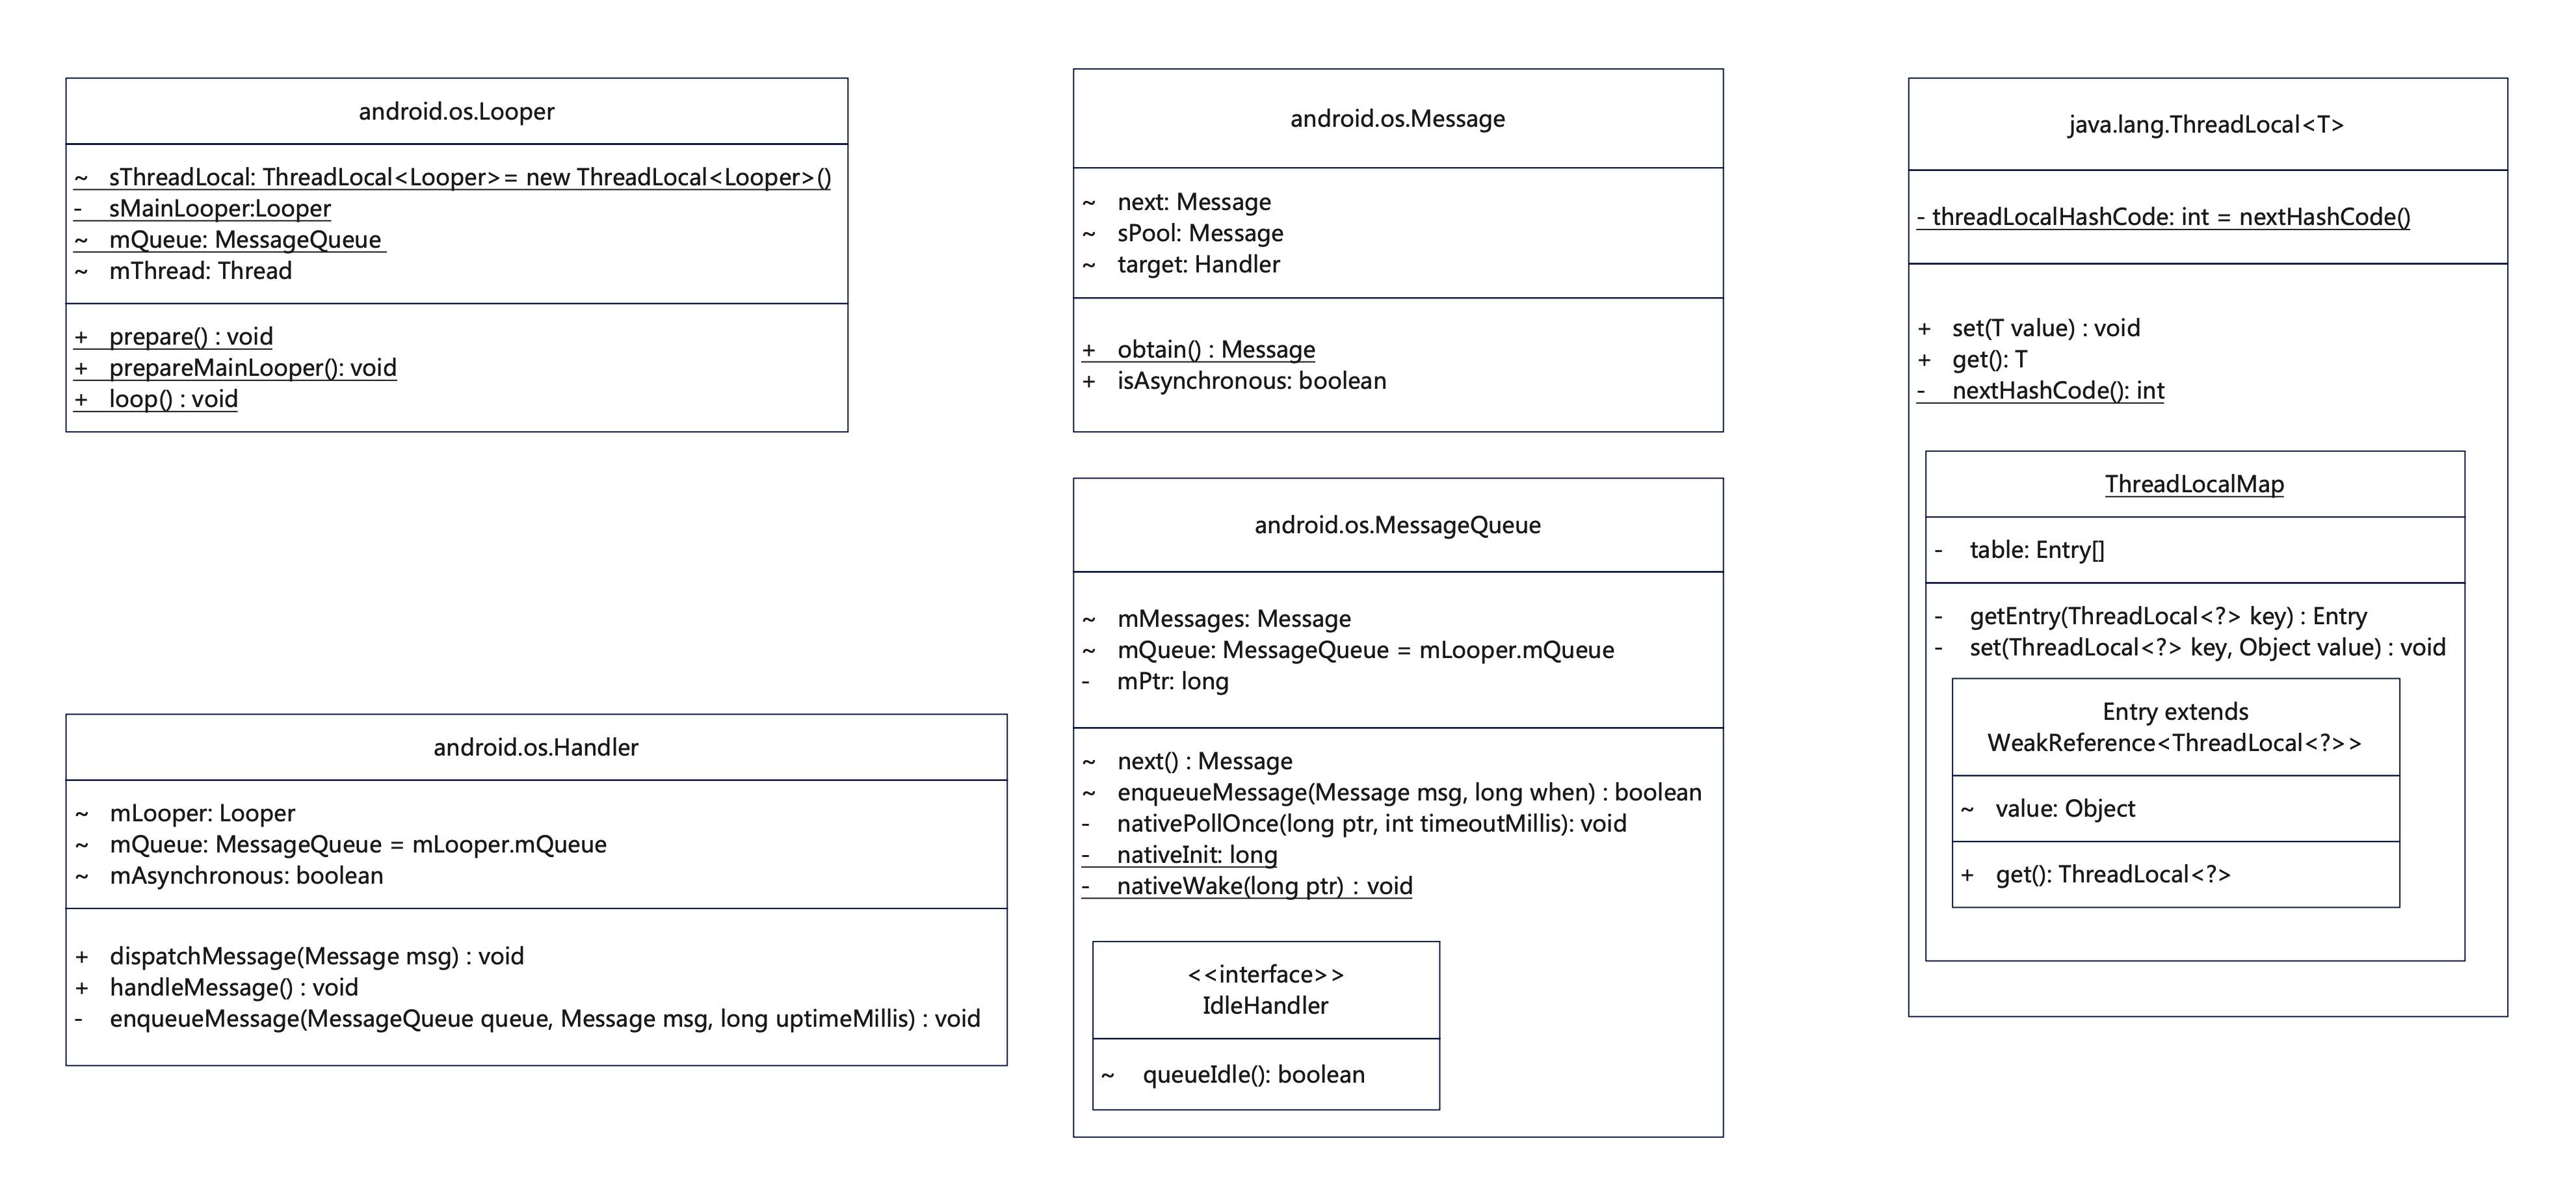 android.os.Looper
~ sThreadLocal: ThreadLocal<Looper>= new ThreadLocal<Looper>()
- sMainLooper:Looper
~ mQueue: MessageQueue
~ mThread: Thread
+ prepare() : void
+ prepareMainLooper(): void
+ loop() : void
android.os.Handler
~ mLooper: Looper
~ mQueue: MessageQueue = mLooper.mQueue
~ mAsynchronous: boolean
+ dispatchMessage(Message msg) : void
+ handleMessage() : void
- enqueueMessage(MessageQueue queue, Message msg, long uptimeMillis) : void
android.os.Message
~ next: Message
~ sPool: Message
~ target: Handler
+ obtain() : Message
+ isAsynchronous: boolean
android.os.MessageQueue
~ mMessages: Message
~ mQueue: MessageQueue = mLooper.mQueue
- mPtr: long
~ next() : Message
~ enqueueMessage(Message msg, long when) : boolean
- nativePollOnce(long ptr, int timeoutMillis): void
- nativeInit: long
- nativeWake(long ptr) : void
<<interface>>
IdleHandler
~ queueIdle(): boolean
java.lang.ThreadLocal<T>
- threadLocalHashCode: int = nextHashCode()
+ set(T value) : void
+ get(): T
- nextHashCode(): int
ThreadLocalMap
- table: Entry[]
- getEntry(ThreadLocal<?> key) : Entry
- set(ThreadLocal<?> key, Object value) : void
Entry extends
WeakReference<ThreadLocal<?>>
~ value: Object
+ get(): ThreadLocal<?>